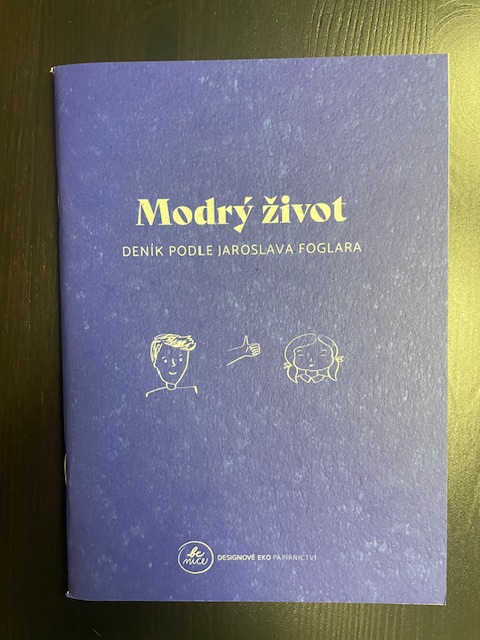 Modrý život
DENÍK PODLE JAROSLAVA FOGLARA
be nice
DESIGNOVÉ EKO PAPÍRNICTVÍ